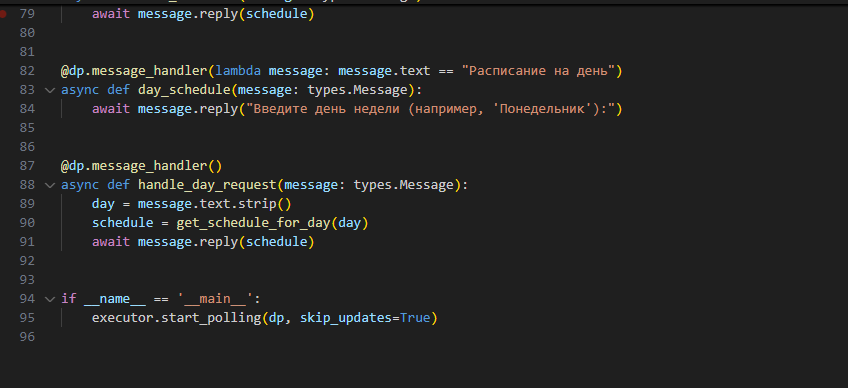 79 await message.reply(schedule)
80
81
82 @dp.message_handler(lambda message: message.text == "Расписание на день")
83 async def day_schedule(message: types.Message):
84 await message.reply("Введите день недели (например, 'Понедельник'):")
85
86
87 @dp.message_handler()
88 async def handle_day_request(message: types.Message):
89 day = message.text.strip()
90 schedule = get_schedule_for_day(day)
91 await message.reply(schedule)
92
93
94 if __name__ == '__main__':
95 executor.start_polling(dp, skip_updates=True)
96